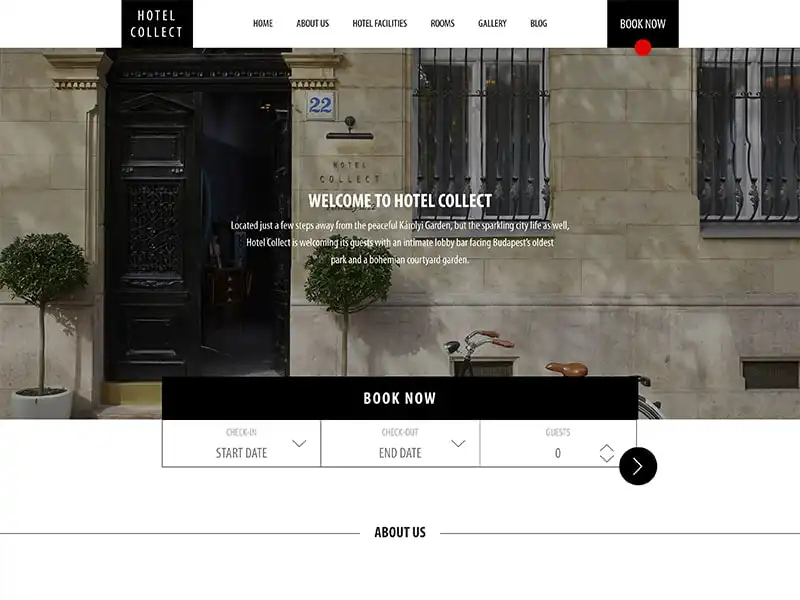 HOTEL
COLLECT
HOME ABOUT US HOTEL FACILITIES ROOMS GALLERY BLOG
BOOK NOW
22
HOTEL
COLLECT
WELCOME TO HOTEL COLLECT
Located just a few steps away from the peaceful Károlyi Garden, but the sparkling city life as well,
Hotel Collect is welcoming its guests with an intimate lobby bar facing Budapest's oldest
park and a bohemian courtyard garden.
BOOK NOW
CHECK-IN CHECK-OUT GUESTS
START DATE END DATE 0
ABOUT US